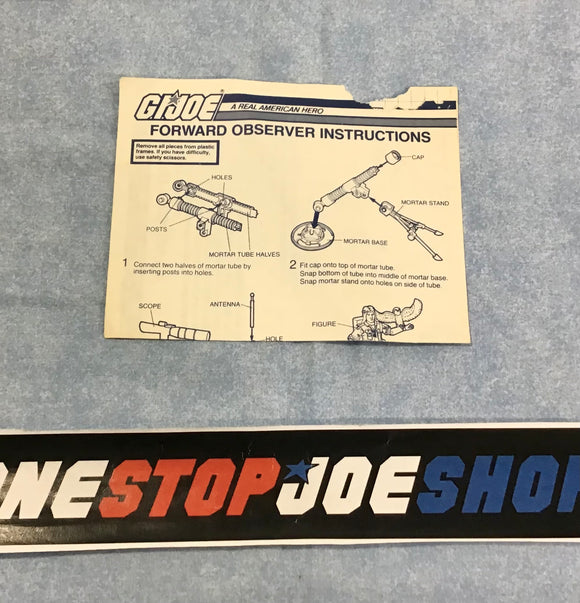 GI JOE
A REAL AMERICAN HERO
FORWARD OBSERVER INSTRUCTIONS
Remove all pieces from plastic
frames. If you have difficulty,
use safety scissors.
HOLES
POSTS
MORTAR TUBE HALVES
1 Connect two halves of mortar tube by
inserting posts into holes.
CAP
MORTAR STAND
MORTAR BASE
2 Fit cap onto top of mortar tube.
Snap bottom of tube into middle of mortar base.
Snap mortar stand onto holes on side of tube.
SCOPE
ANTENNA
HOLE
FIGURE
ONESTOPJOESHOP